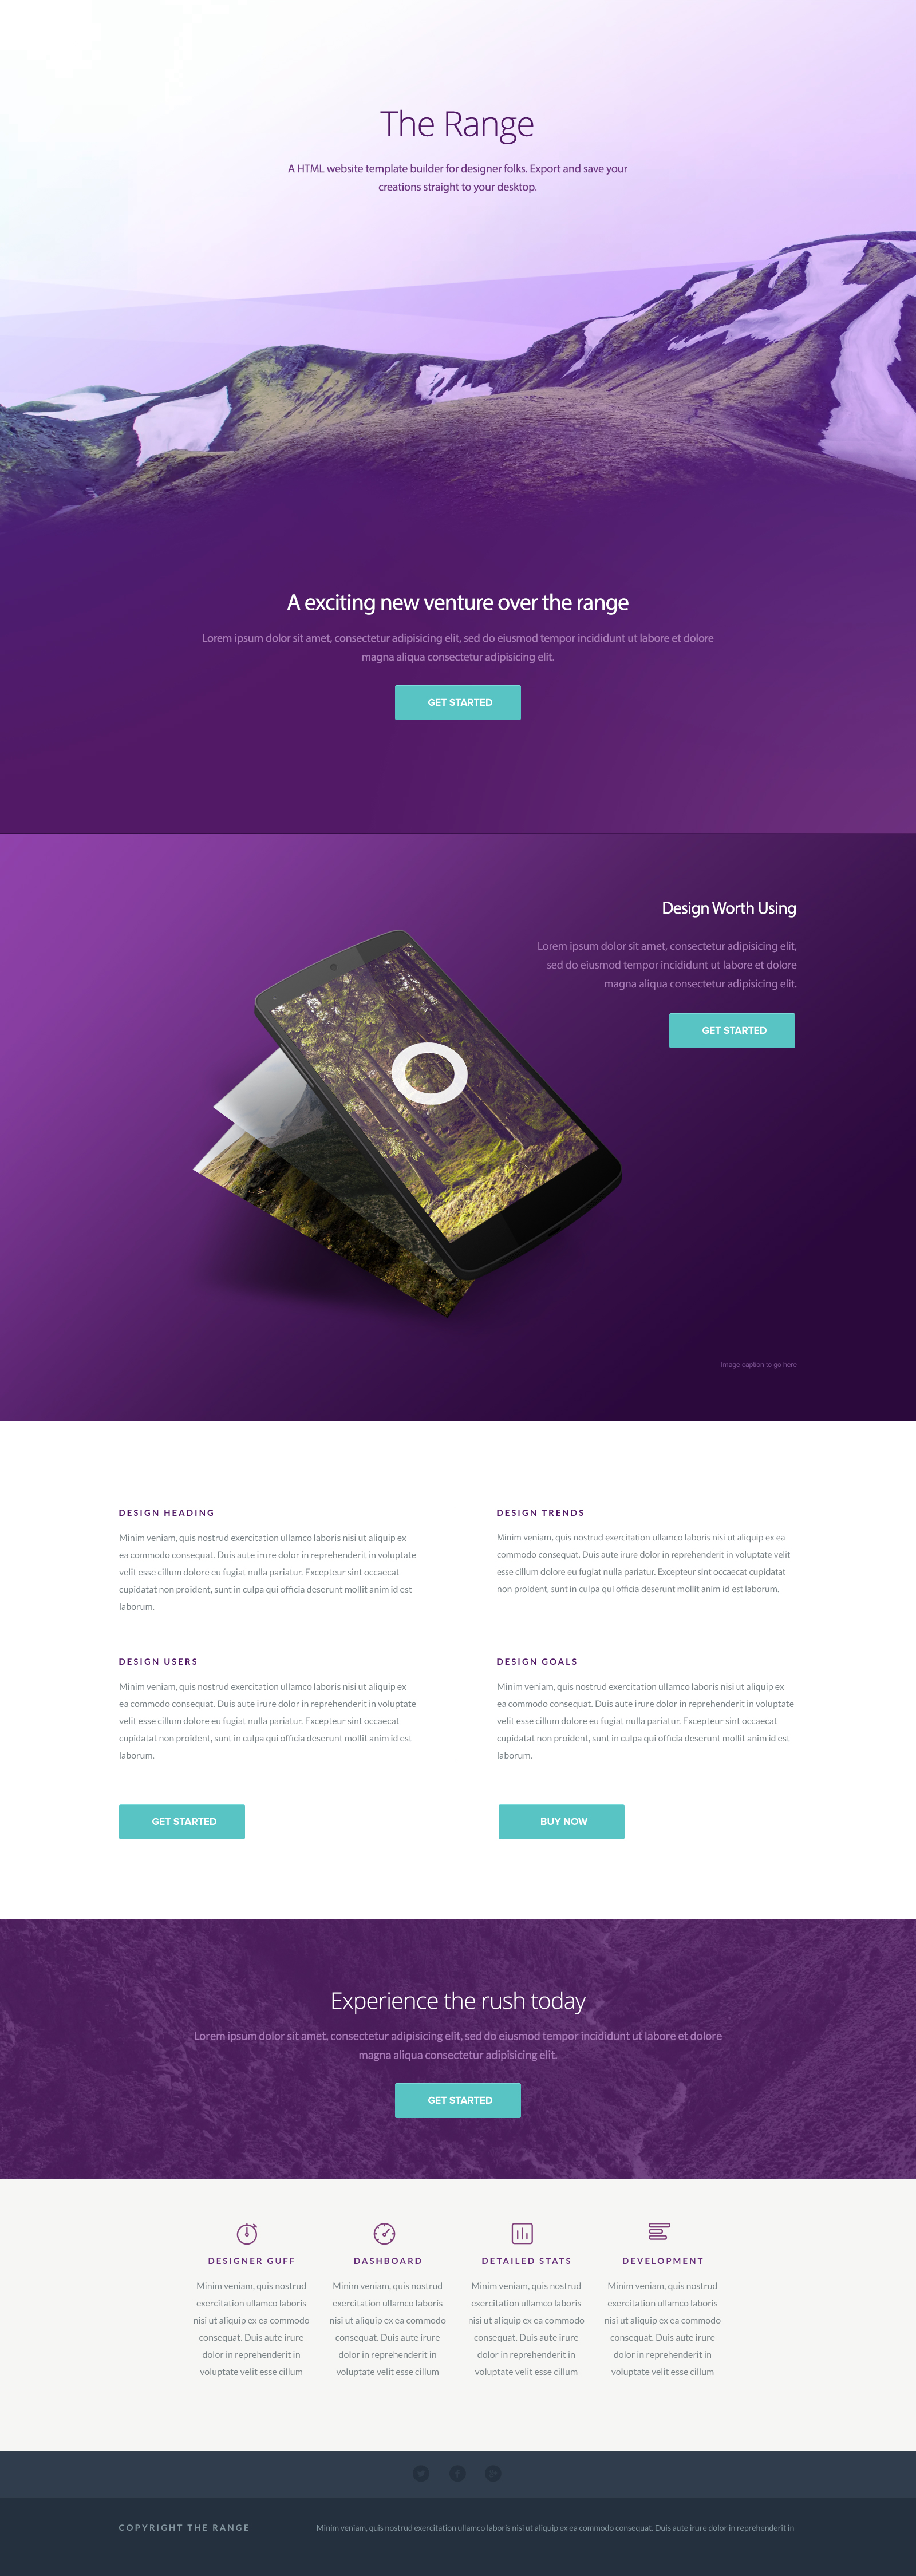 The Range
A HTML website template builder for designer folks. Export and save your
creations straight to your desktop.
A exciting new venture over the range
Lorem ipsum dolor sit amet, consectetur adipisicing elit, sed do eiusmod tempor incididunt ut labore et dolore
magna aliqua consectetur adipisicing elit.
GET STARTED
Design Worth Using
Lorem ipsum dolor sit amet, consectetur adipisicing elit,
sed do eiusmod tempor incididunt ut labore et dolore
magna aliqua consectetur adipisicing elit.
GET STARTED
Image caption to go here
DESIGN HEADING
Minim veniam, quis nostrud exercitation ullamco laboris nisi ut aliquip ex
ea commodo consequat. Duis aute irure dolor in reprehenderit in voluptate
velit esse cillum dolore eu fugiat nulla pariatur. Excepteur sint occaecat
cupidatat non proident, sunt in culpa qui officia deserunt mollit anim id est
laborum.
DESIGN TRENDS
Minim veniam, quis nostrud exercitation ullamco laboris nisi ut aliquip ex ea
commodo consequat. Duis aute irure dolor in reprehenderit in voluptate velit
esse cillum dolore eu fugiat nulla pariatur. Excepteur sint occaecat cupidatat
non proident, sunt in culpa qui officia deserunt mollit anim id est laborum.
DESIGN USERS
Minim veniam, quis nostrud exercitation ullamco laboris nisi ut aliquip ex
ea commodo consequat. Duis aute irure dolor in reprehenderit in voluptate
velit esse cillum dolore eu fugiat nulla pariatur. Excepteur sint occaecat
cupidatat non proident, sunt in culpa qui officia deserunt mollit anim id est
laborum.
DESIGN GOALS
Minim veniam, quis nostrud exercitation ullamco laboris nisi ut aliquip ex
ea commodo consequat. Duis aute irure dolor in reprehenderit in voluptate
velit esse cillum dolore eu fugiat nulla pariatur. Excepteur sint occaecat
cupidatat non proident, sunt in culpa qui officia deserunt mollit anim id est
laborum.
GET STARTED
BUY NOW
Experience the rush today
Lorem ipsum dolor sit amet, consectetur adipisicing elit, sed do eiusmod tempor incididunt ut labore et dolore
magna aliqua consectetur adipisicing elit.
GET STARTED
DESIGNER GUFF
Minim veniam, quis nostrud
exercitation ullamco laboris
nisi ut aliquip ex ea commodo
consequat. Duis aute irure
dolor in reprehenderit in
voluptate velit esse cillum
DASHBOARD
Minim veniam, quis nostrud
exercitation ullamco laboris
nisi ut aliquip ex ea commodo
consequat. Duis aute irure
dolor in reprehenderit in
voluptate velit esse cillum
DETAILED STATS
Minim veniam, quis nostrud
exercitation ullamco laboris
nisi ut aliquip ex ea commodo
consequat. Duis aute irure
dolor in reprehenderit in
voluptate velit esse cillum
DEVELOPMENT
Minim veniam, quis nostrud
exercitation ullamco laboris
nisi ut aliquip ex ea commodo
consequat. Duis aute irure
dolor in reprehenderit in
voluptate velit esse cillum
COPYRIGHT THE RANGE
Minim veniam, quis nostrud exercitation ullamco laboris nisi ut aliquip ex ea commodo consequat. Duis aute irure dolor in reprehenderit in